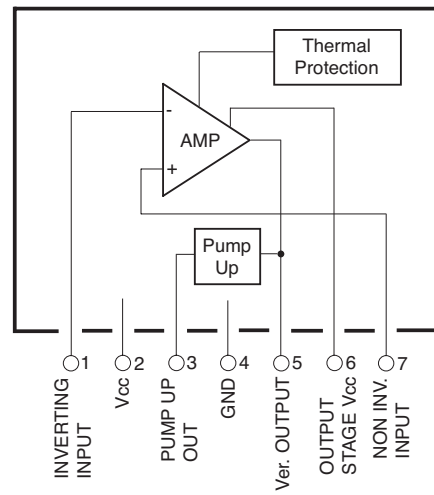 Thermal
Protection
-
AMP
+
Pump
Up
1
2
3
4
5
6
7
INVERTING
INPUT
Vcc
PUMP UP
OUT
GND
Ver. OUTPUT
OUTPUT
STAGE Vcc
NON INV.
INPUT